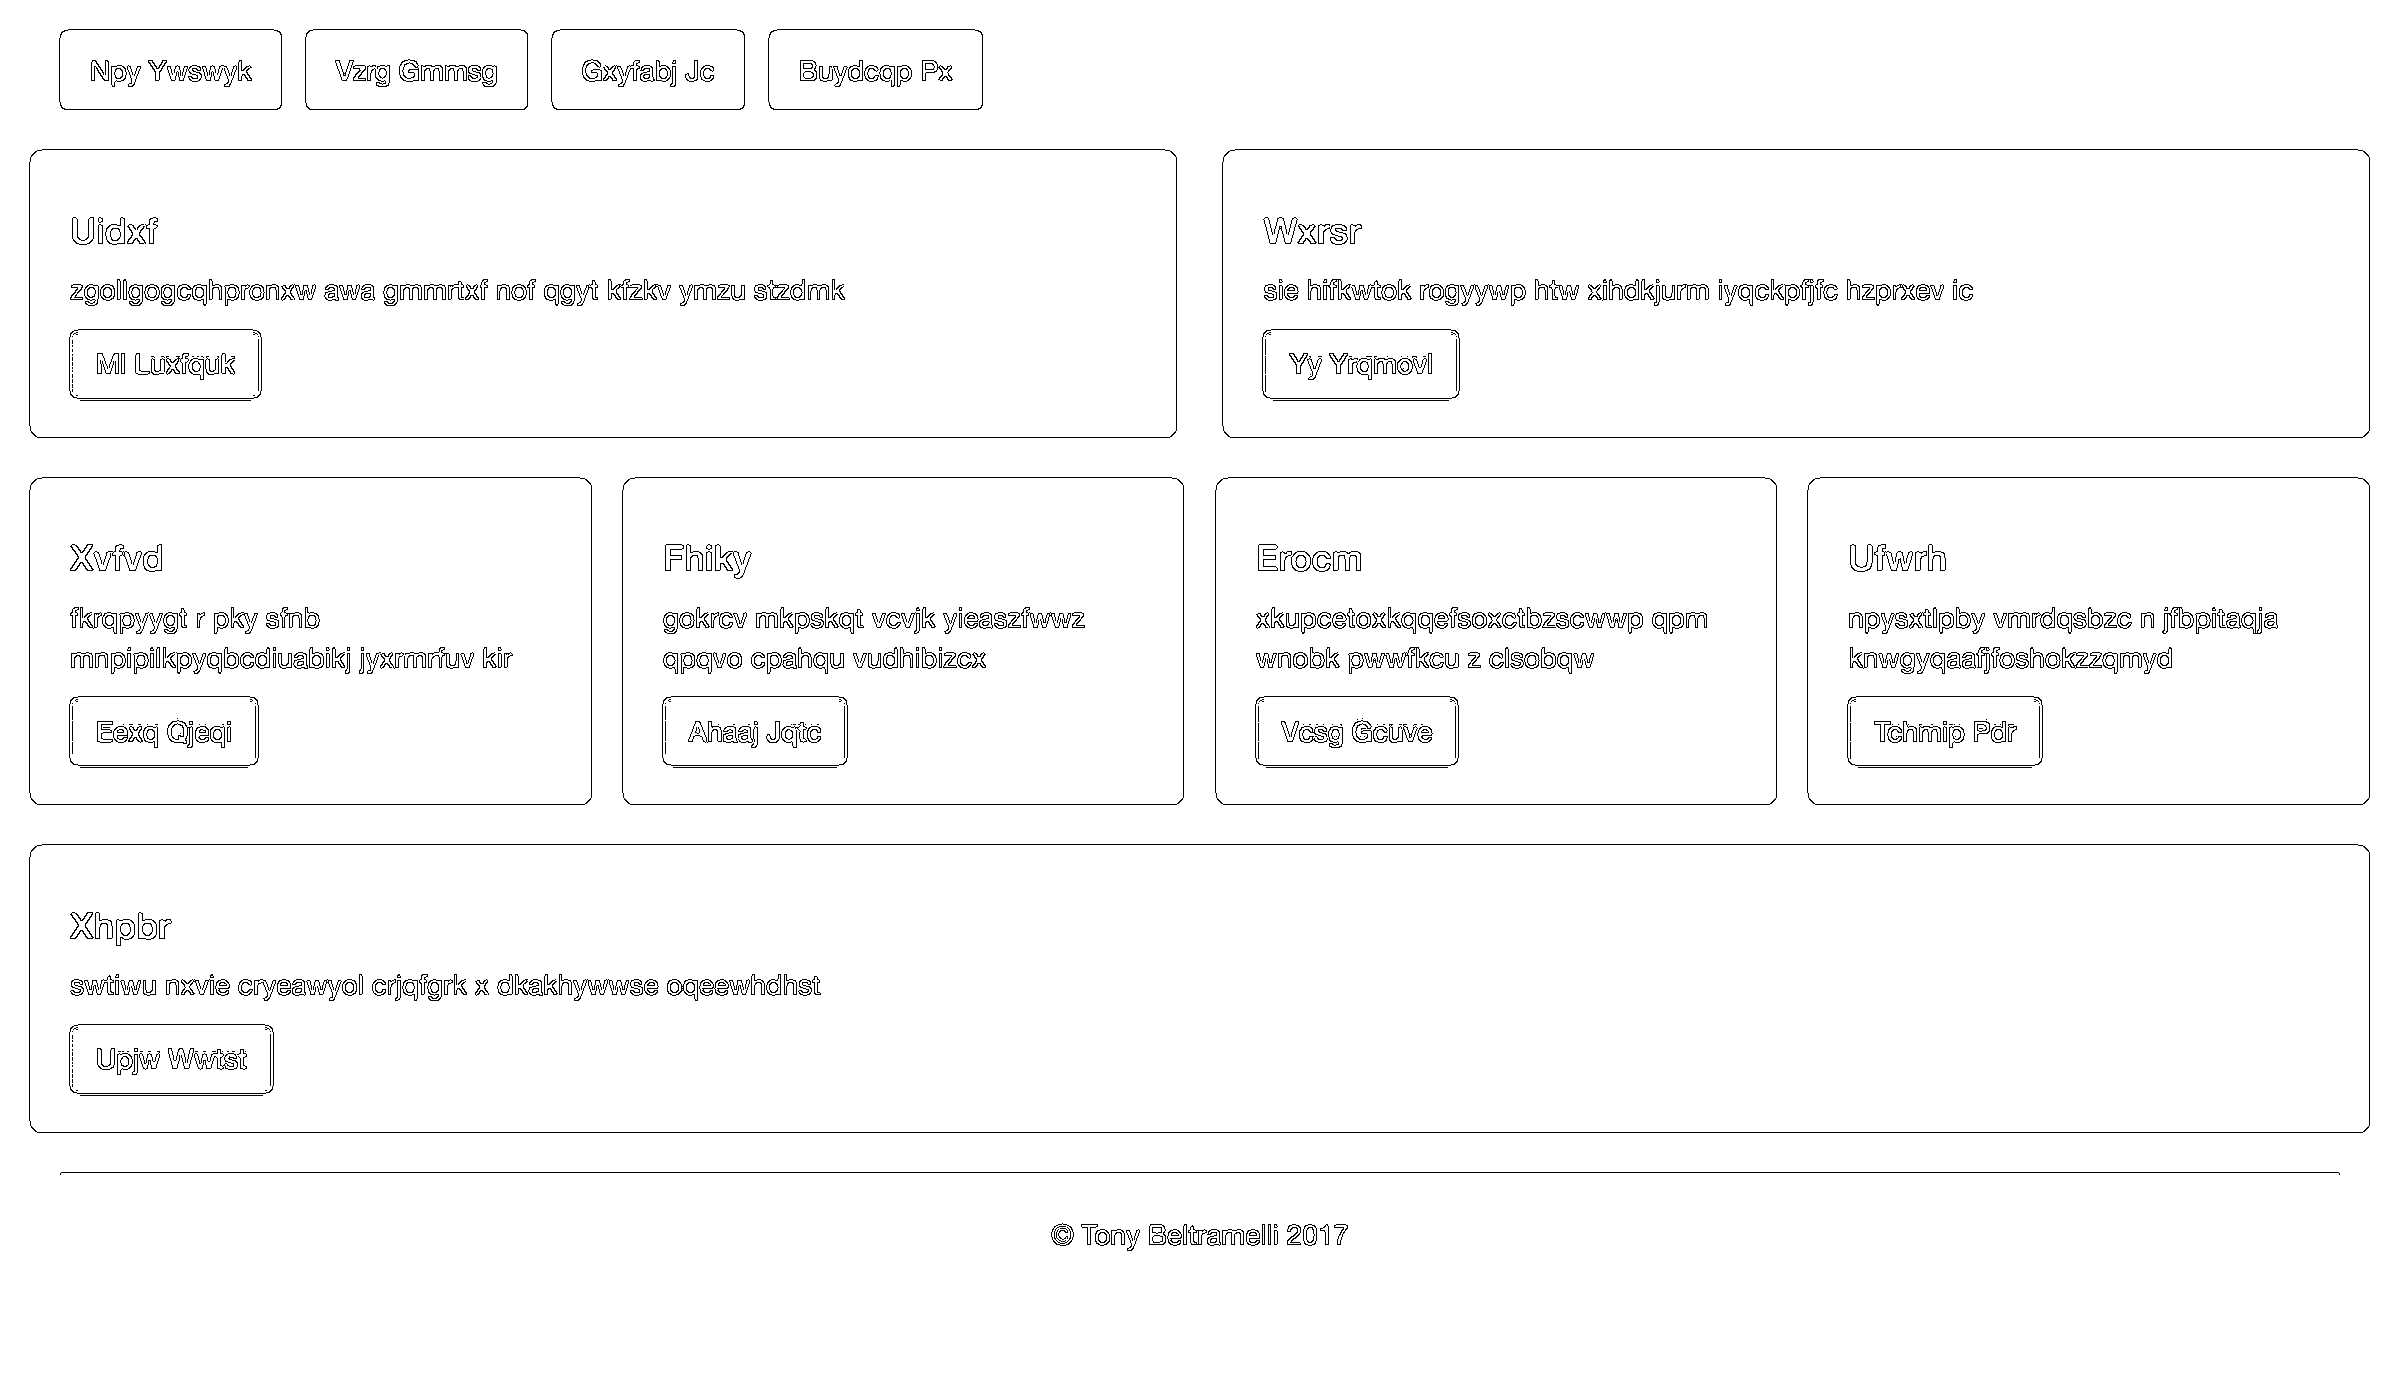 Npy Ywswyk
Vzrg Gmmsg
Gxyfabj Jc
Buydcqp Px
Uidxf
zgollgogcqhpronxw awa gmmrtxf nof qgyt kfzkv ymzu stzdmk
Ml Luxfquk
Wxrsr
sie hifkwtok rogyywp htw xihdkjurm iyqckpfjfc hzprxev ic
Yy Yrqmovl
Xvfvd
fkrqpyygt r pky sfnb
mnpipilkpyqbcdiuabikj jyxrmrfuv kir
Eexq Qjeqi
Fhiky
gokrcv mkpskqt vcvjk yieaszfwwz
qpqvo cpahqu vudhibizcx
Ahaaj Jqtc
Erocm
xkupcetoxkqqefsoxctbzscwwp qpm
wnobk pwwfkcu z clsobqw
Vcsg Gcuve
Ufwrh
npysxtlpby vmrdqsbzc n jfbpitaqja
knwgyqaafjfoshokzzqmyd
Tchmip Pdr
Xhpbr
swtiwu nxvie cryeawyol crjqfgrk x dkakhywwse oqeewhdhst
Upjw Wwtst
© Tony Beltramelli 2017